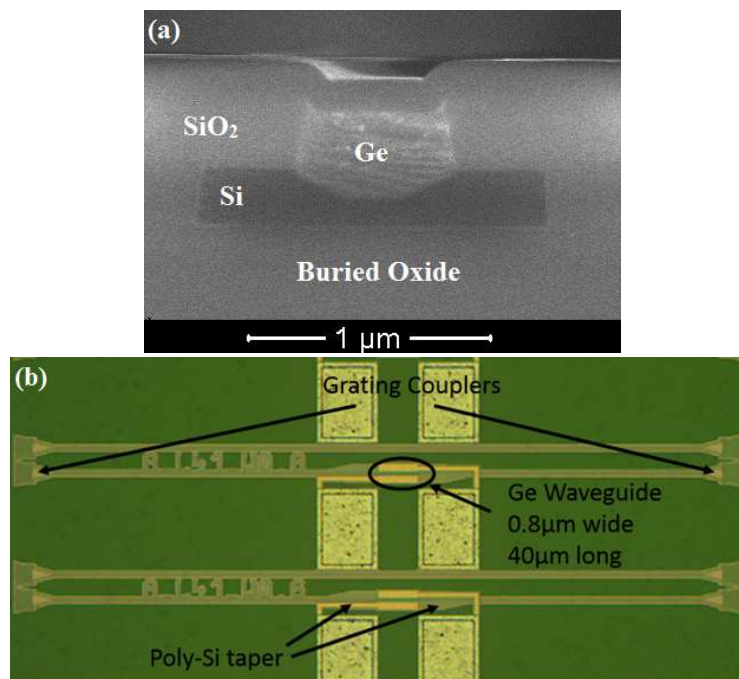 (a)
SiO₂
Ge
Si
Buried Oxide
1 µm
(b)
Grating Couplers
Ge Waveguide
0.8µm wide
40µm long
Poly-Si taper